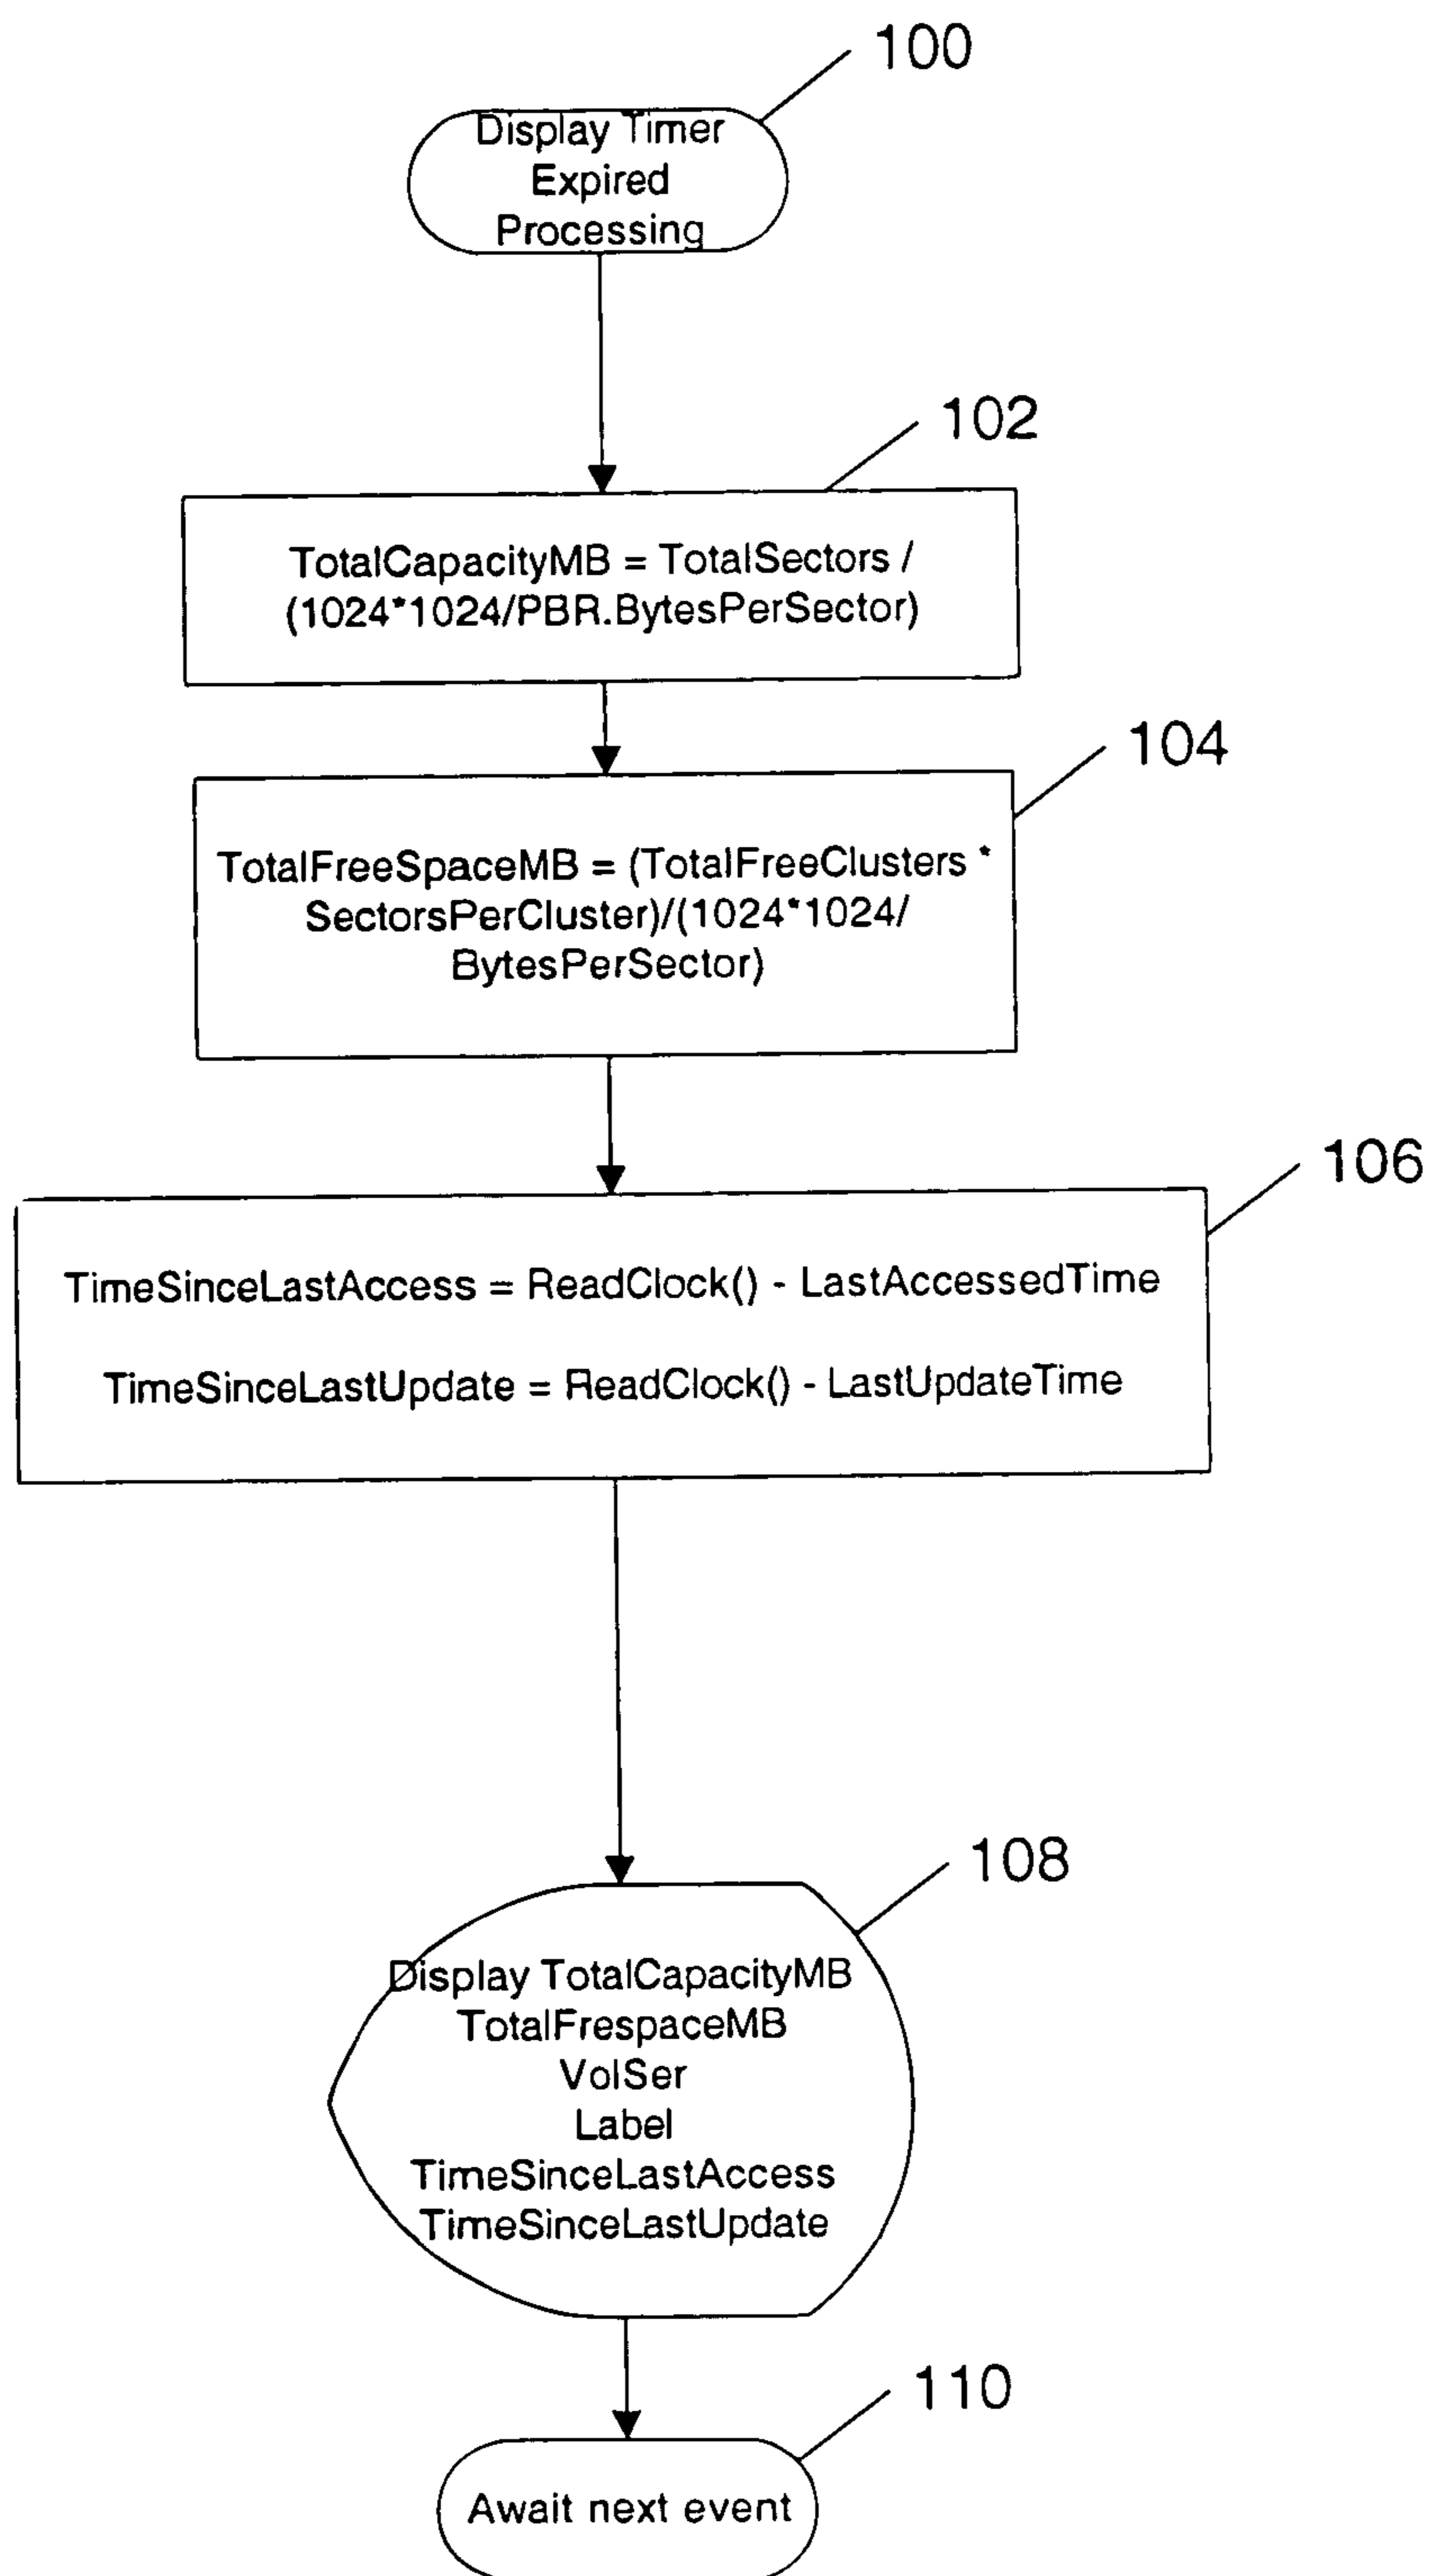 100
Display Timer
Expired
Processing
102
TotalCapacityMB = TotalSectors /
(1024*1024/PBR.BytesPerSector)
104
TotalFreeSpaceMB = (TotalFreeClusters *
SectorsPerCluster)/(1024*1024/
BytesPerSector)
106
TimeSinceLastAccess = ReadClock() - LastAccessedTime
TimeSinceLastUpdate = ReadClock() - LastUpdateTime
108
Display TotalCapacityMB
TotalFrespaceMB
VolSer
Label
TimeSinceLastAccess
TimeSinceLastUpdate
110
Await next event